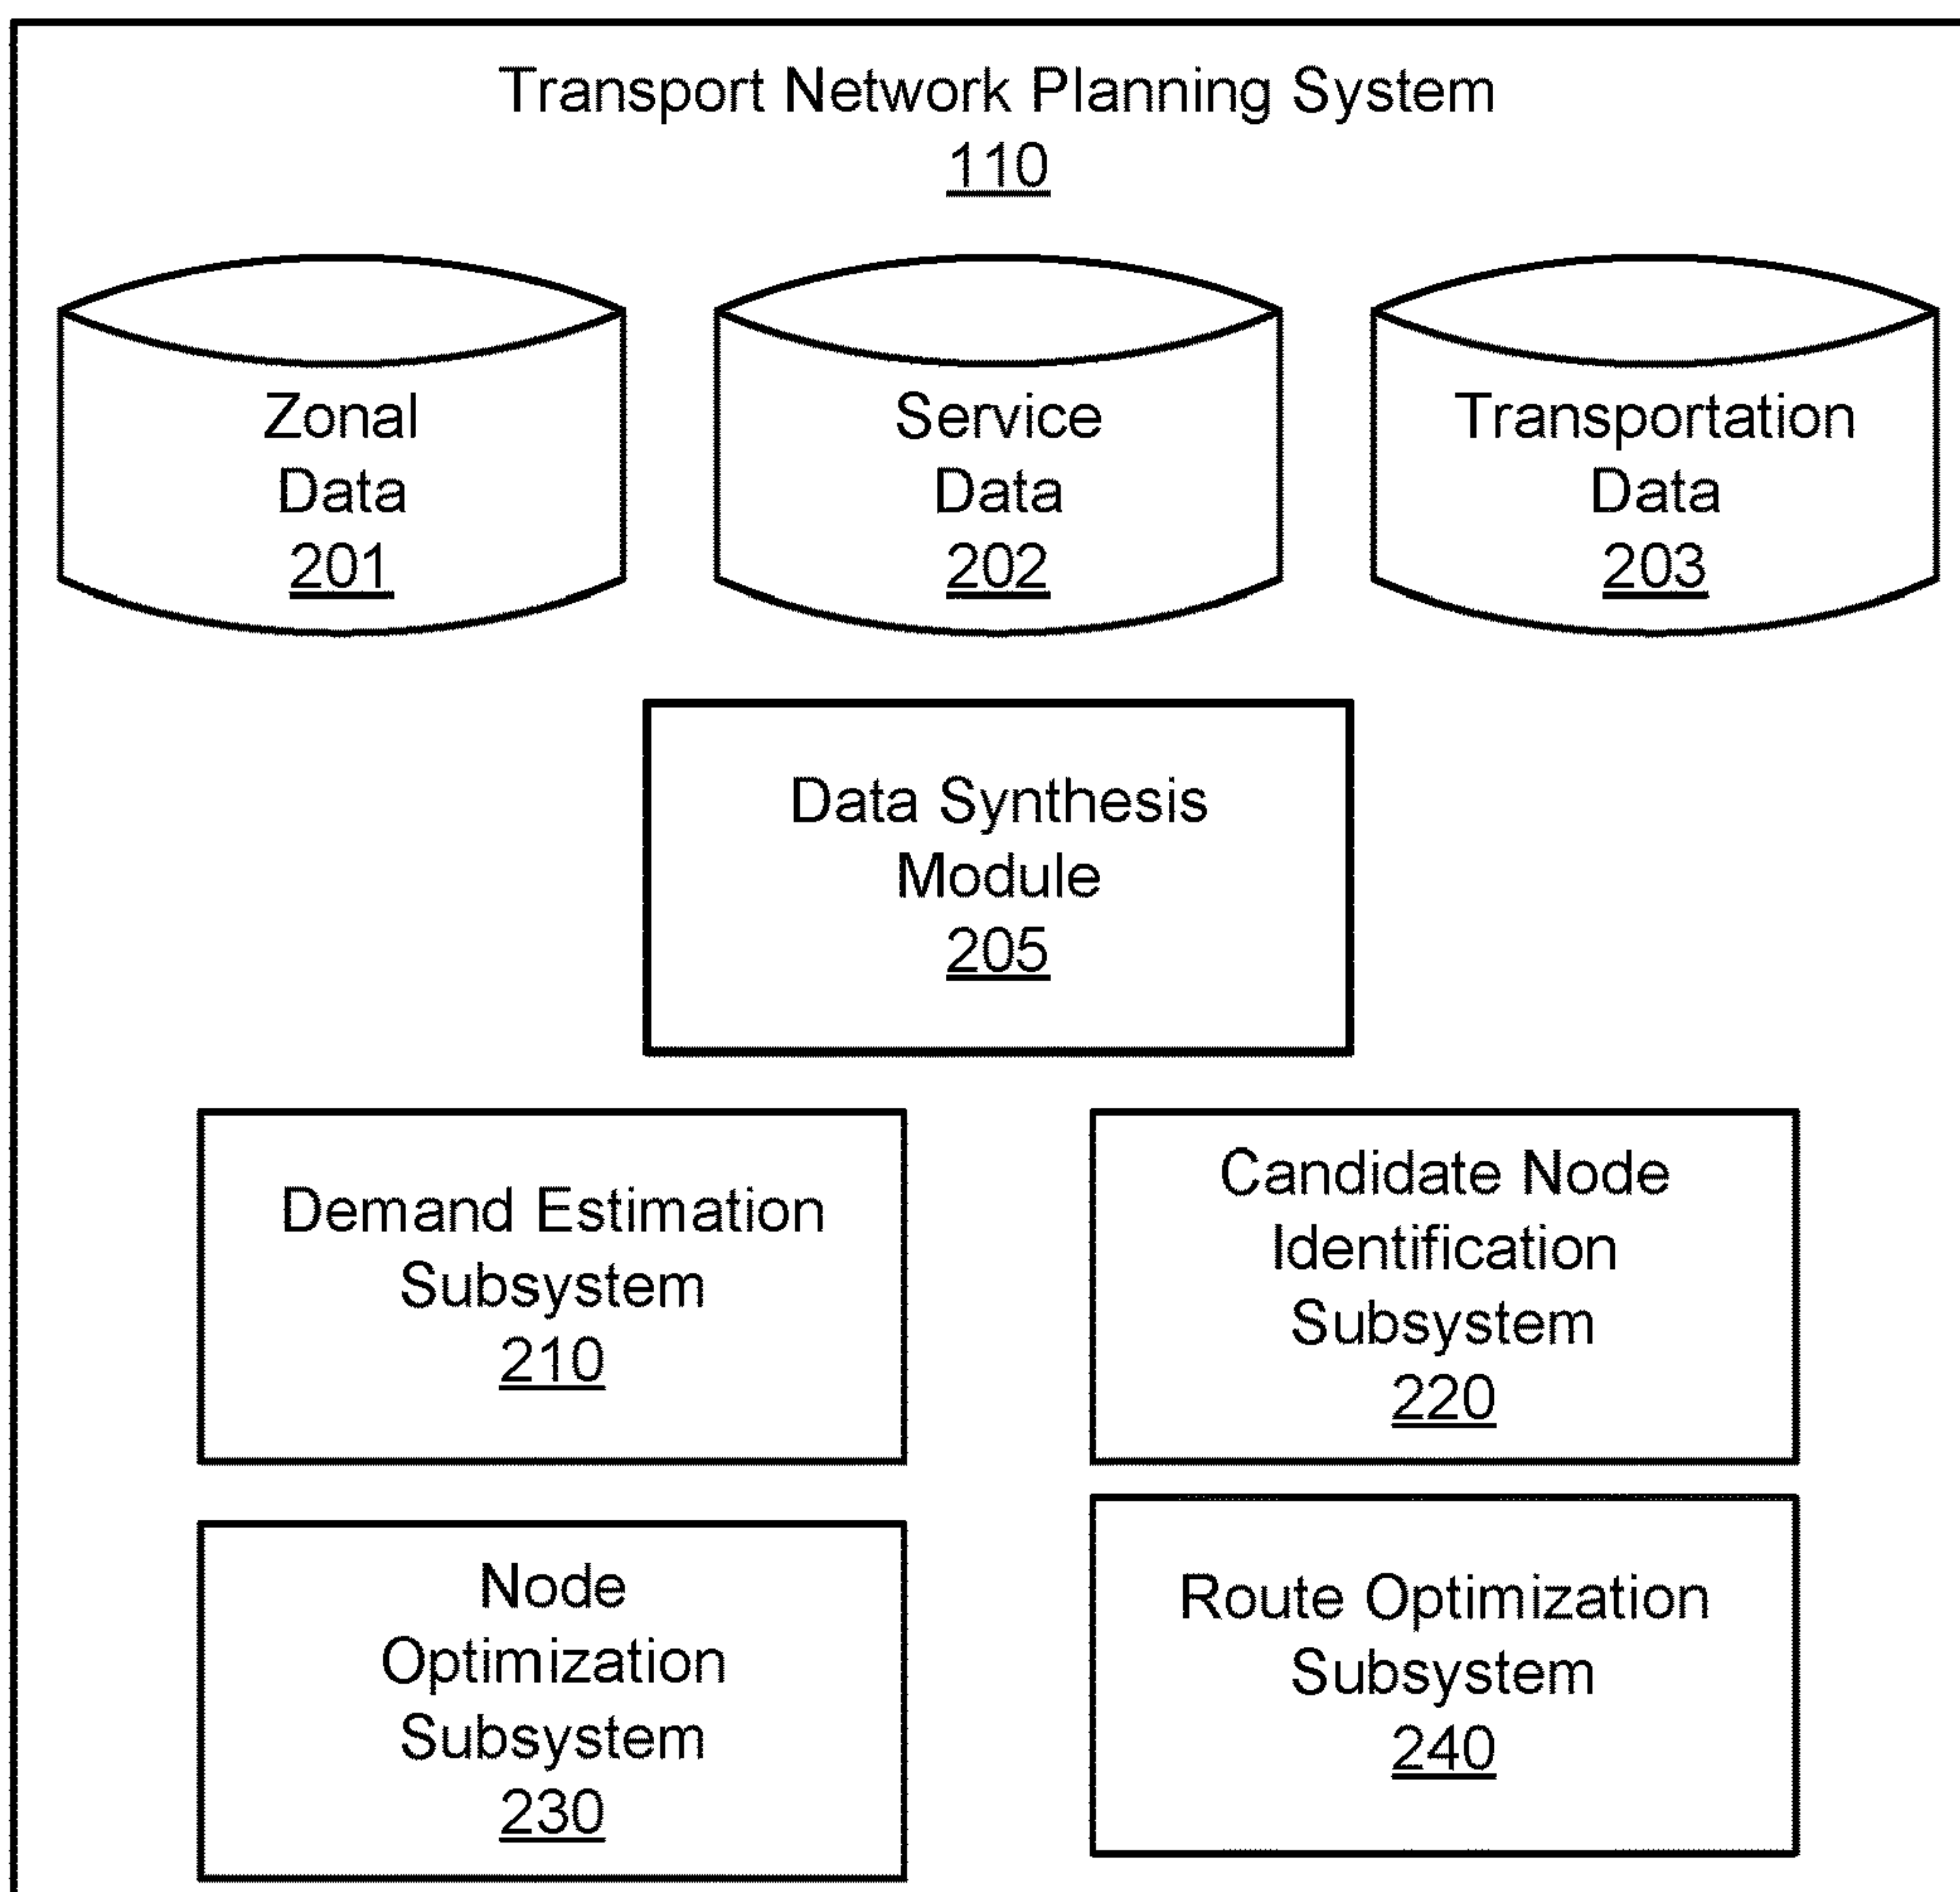 Transport Network Planning System
110
Zonal
Data
201
Service
Data
202
Transportation
Data
203
Data Synthesis
Module
205
Demand Estimation
Subsystem
210
Candidate Node
Identification
Subsystem
220
Node
Optimization
Subsystem
230
Route Optimization
Subsystem
240